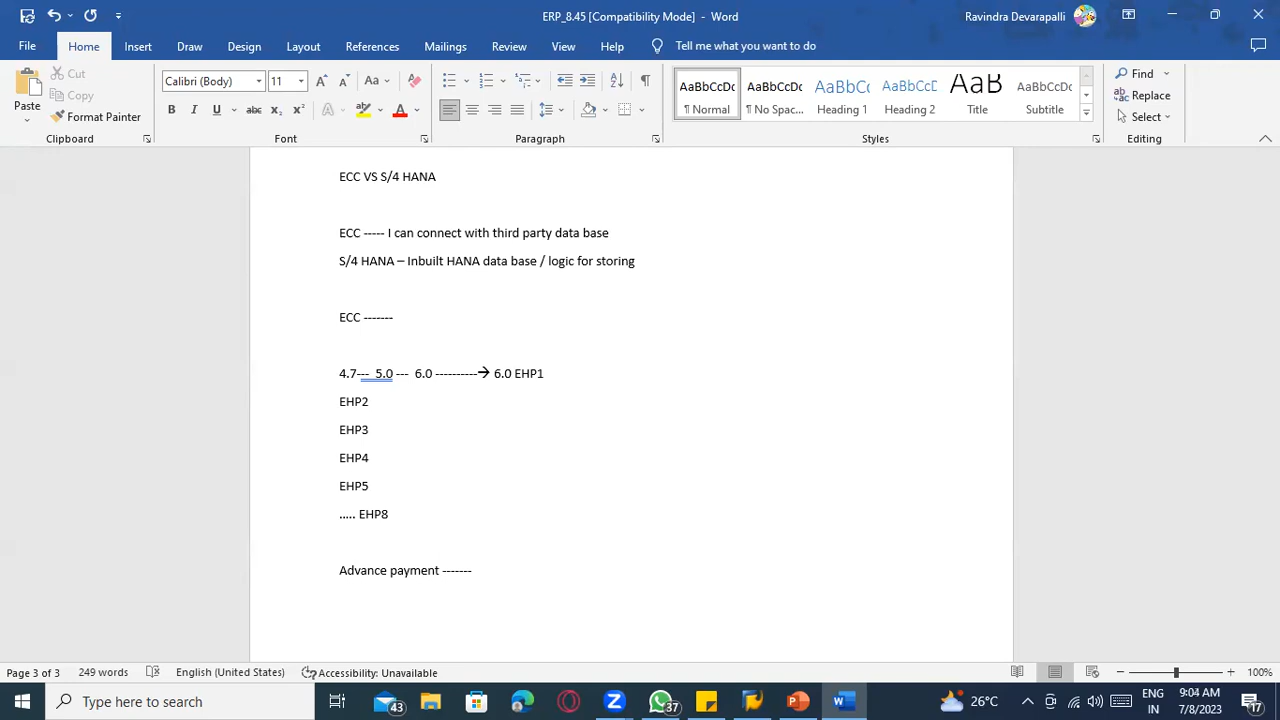 ERP_8.45 [Compatibility Mode] - Word
Ravindra Devarapalli
File Home Insert Draw Design Layout References Mailings Review View Help Tell me what you want to do
Paste
Cut
Copy
Format Painter
Clipboard
Calibri (Body) 11
Font
Paragraph
AaBbCcDc AaBbCcDc AaBbCc AaBbCcC AaB AaBbCcC
¶ Normal ¶ No Spac... Heading 1 Heading 2 Title Subtitle
Styles
Find
Replace
Select
Editing
ECC VS S/4 HANA
ECC ----- I can connect with third party data base
S/4 HANA – Inbuilt HANA data base / logic for storing
ECC -------
4.7--- 5.0 --- 6.0 ----------→ 6.0 EHP1
EHP2
EHP3
EHP4
EHP5
..... EHP8
Advance payment -------
Page 3 of 3 249 words English (United States) Accessibility: Unavailable 100%
Type here to search
43
37
26°C
ENG
IN
9:04 AM
7/8/2023
17